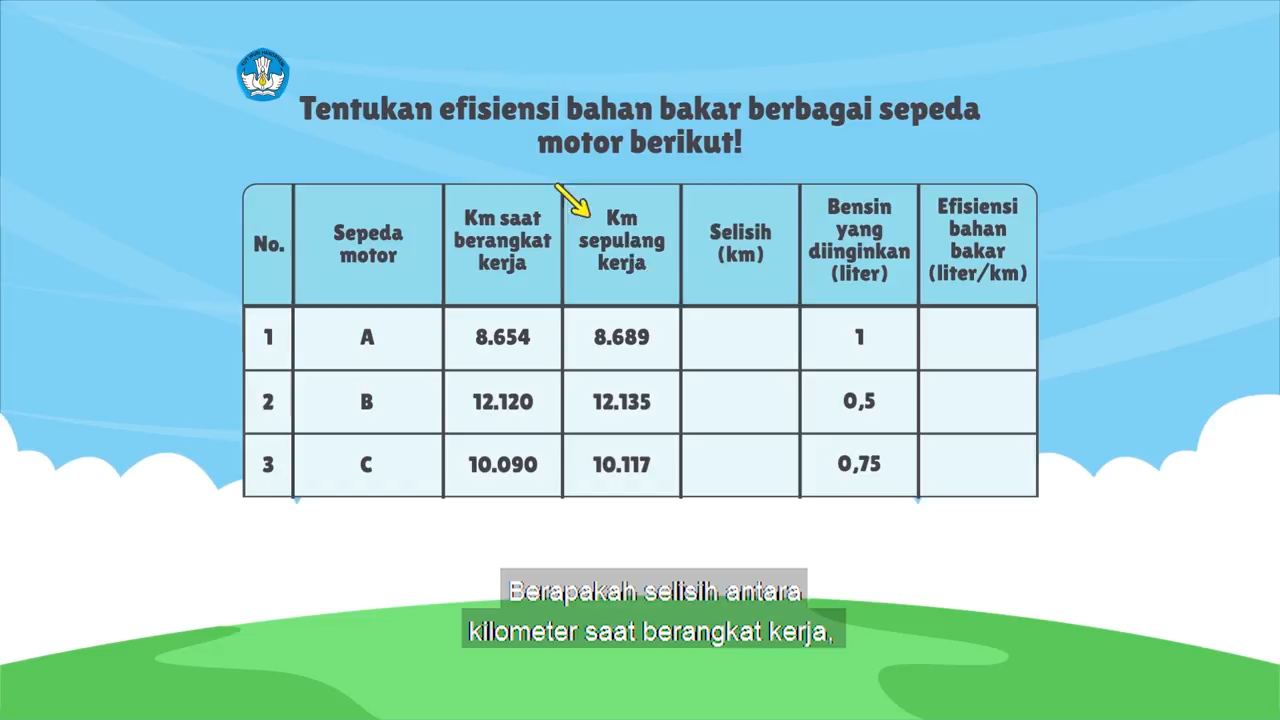 Tentukan efisiensi bahan bakar berbagai sepeda
motor berikut!
No.
Sepeda
motor
Km saat
berangkat
kerja
Km
sepulang
kerja
Selisih
(km)
Bensin
yang
diinginkan
(liter)
Efisiensi
bahan
bakar
(liter/km)
1 A 8.654 8.689 1
2 B 12.120 12.135 0,5
3 C 10.090 10.117 0,75
Berapakah selisih antara
kilometer saat berangkat kerja,